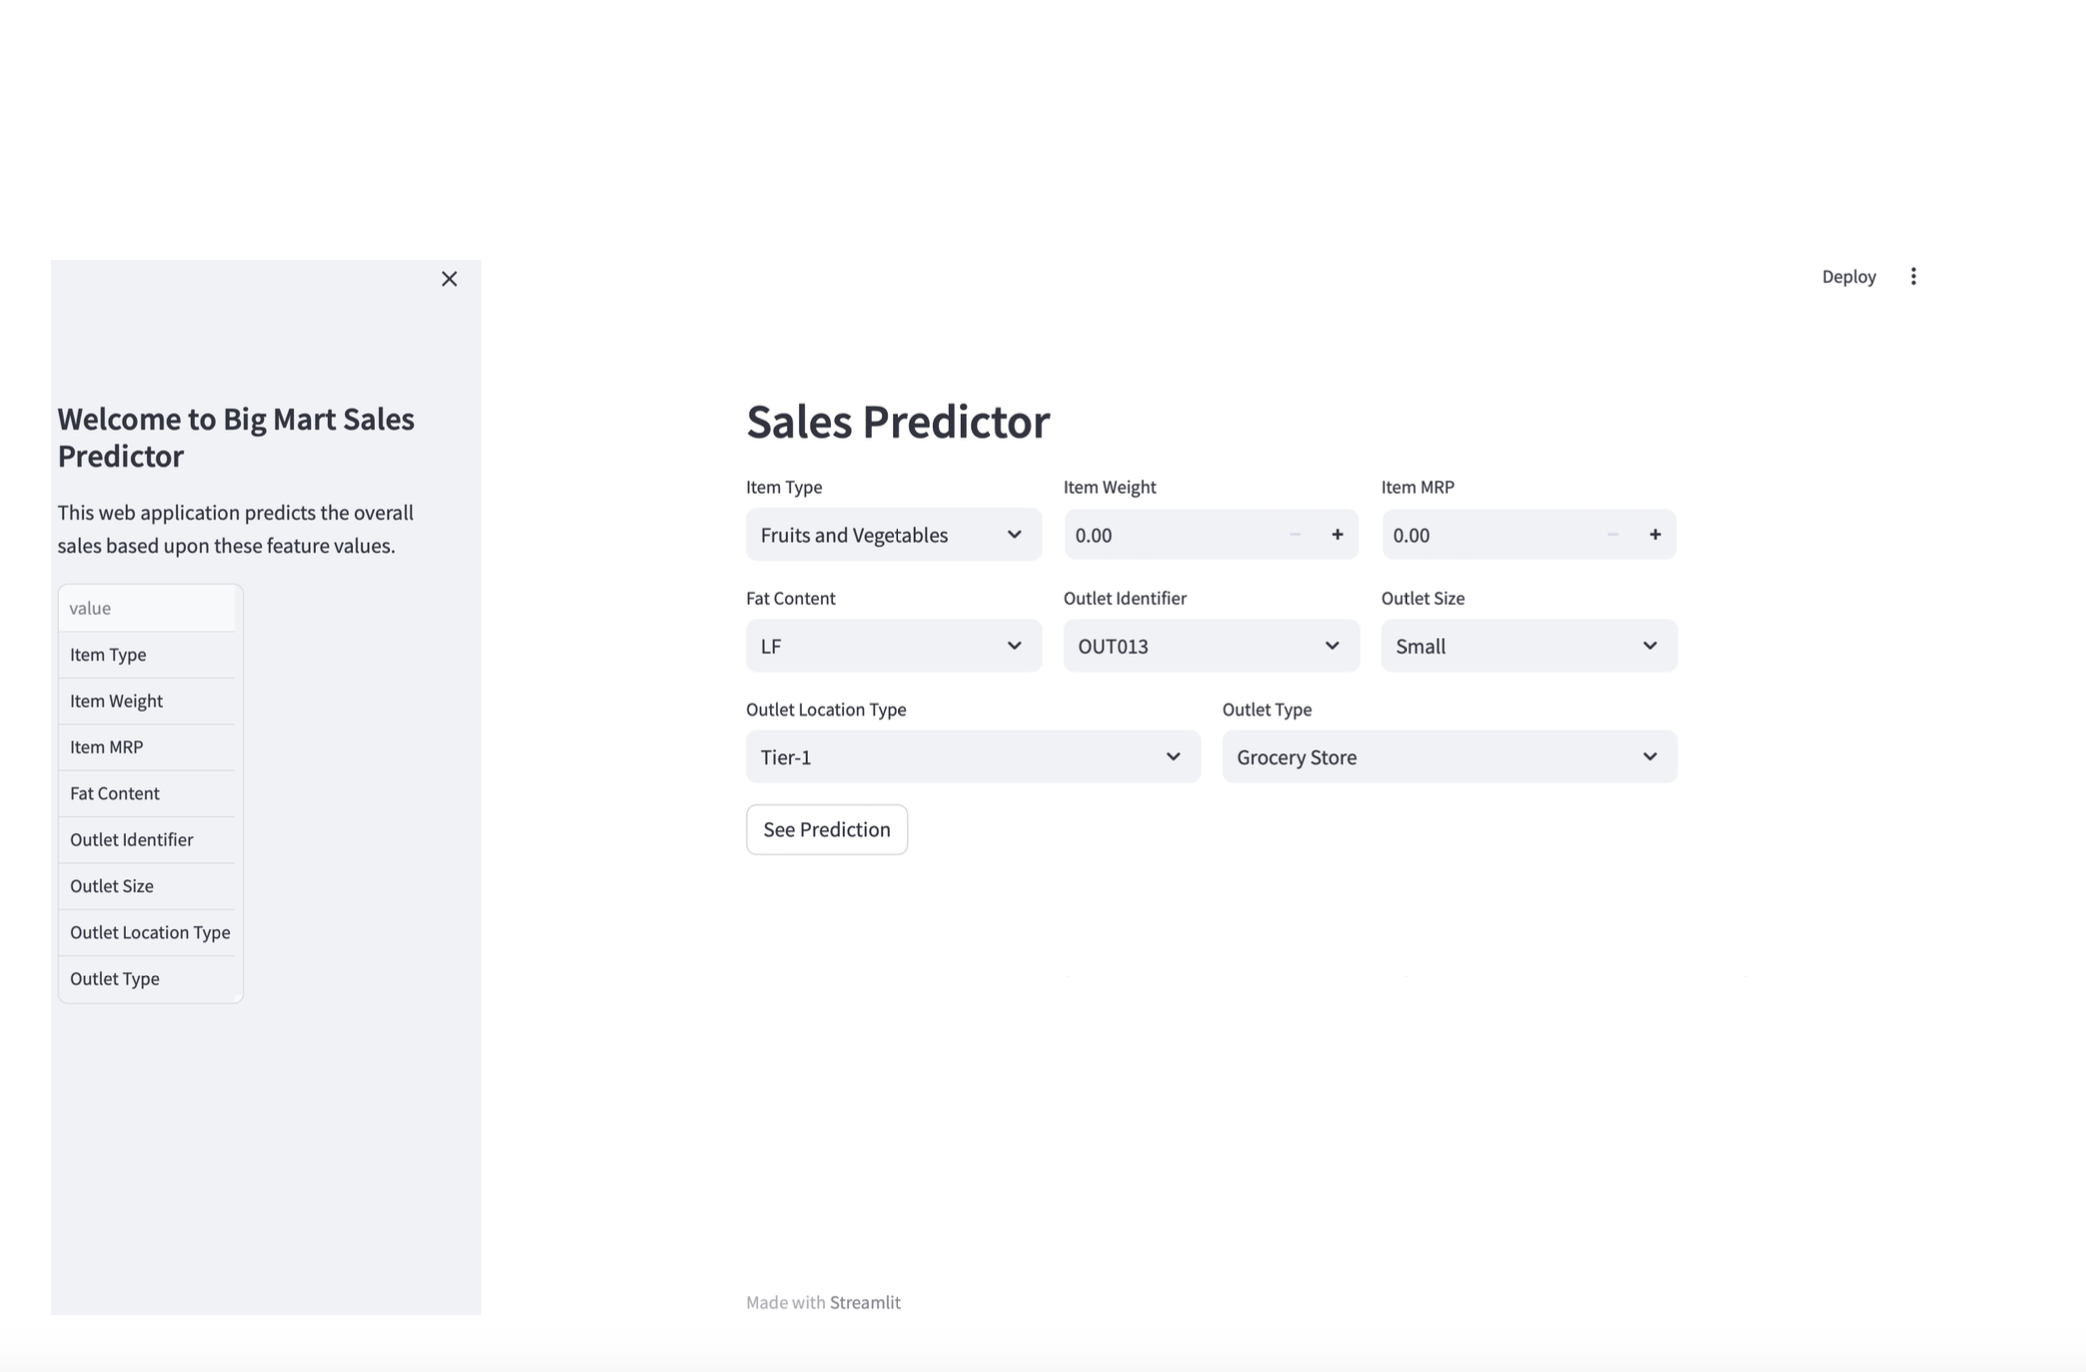 Deploy
Welcome to Big Mart Sales
Predictor
This web application predicts the overall
sales based upon these feature values.
value
Item Type
Item Weight
Item MRP
Fat Content
Outlet Identifier
Outlet Size
Outlet Location Type
Outlet Type
Sales Predictor
Item Type Item Weight Item MRP
Fruits and Vegetables 0.00 0.00
Fat Content Outlet Identifier Outlet Size
LF OUT013 Small
Outlet Location Type Outlet Type
Tier-1 Grocery Store
See Prediction
Made with Streamlit